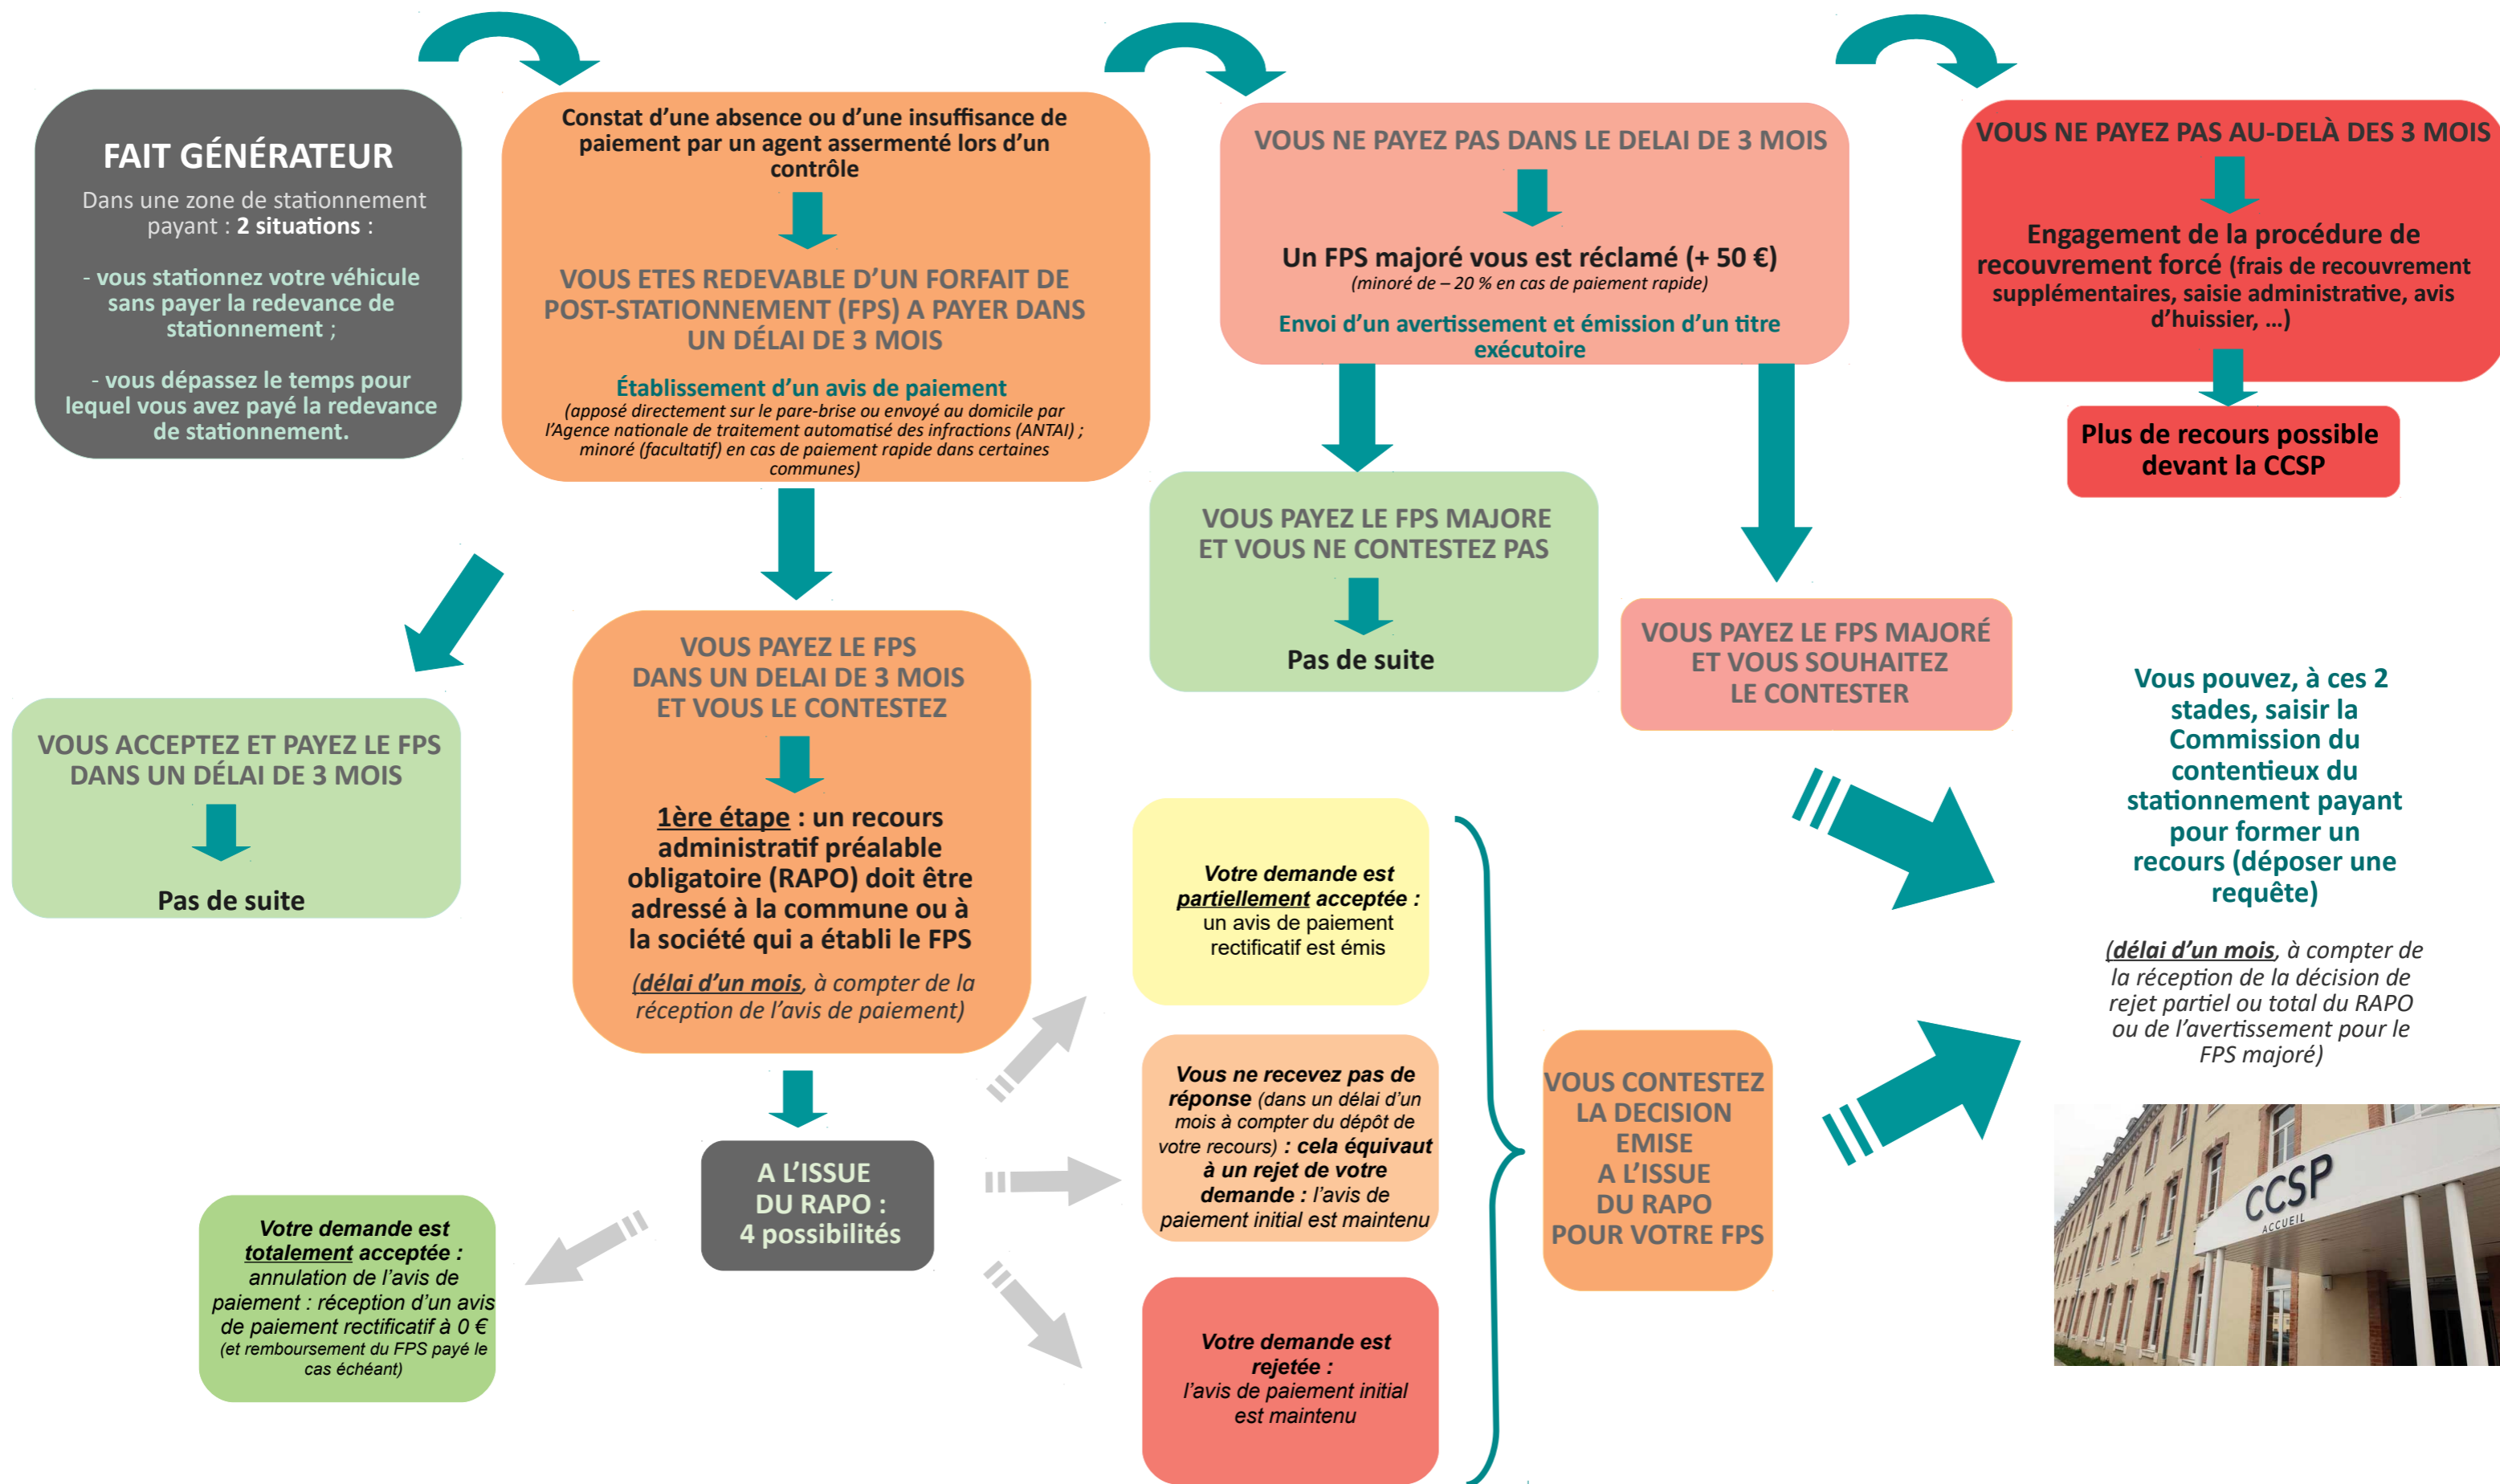 FAIT GÉNÉRATEUR
Dans une zone de stationnement
payant : 2 situations :
- vous stationnez votre véhicule
sans payer la redevance de
stationnement ;
- vous dépassez le temps pour
lequel vous avez payé la redevance
de stationnement.
Constat d’une absence ou d’une insuffisance de
paiement par un agent assermenté lors d’un
contrôle
VOUS ETES REDEVABLE D’UN FORFAIT DE
POST-STATIONNEMENT (FPS) A PAYER DANS
UN DÉLAI DE 3 MOIS
Établissement d’un avis de paiement
(apposé directement sur le pare-brise ou envoyé au domicile par
l’Agence nationale de traitement automatisé des infractions (ANTAI) ;
minoré (facultatif) en cas de paiement rapide dans certaines
communes)
VOUS NE PAYEZ PAS DANS LE DELAI DE 3 MOIS
Un FPS majoré vous est réclamé (+ 50 €)
(minoré de – 20 % en cas de paiement rapide)
Envoi d’un avertissement et émission d’un titre
exécutoire
VOUS NE PAYEZ PAS AU-DELÀ DES 3 MOIS
Engagement de la procédure de
recouvrement forcé (frais de recouvrement
supplémentaires, saisie administrative, avis
d’huissier, ...)
Plus de recours possible
devant la CCSP
VOUS PAYEZ LE FPS MAJORE
ET VOUS NE CONTESTEZ PAS
Pas de suite
VOUS PAYEZ LE FPS MAJORÉ
ET VOUS SOUHAITEZ
LE CONTESTER
VOUS ACCEPTEZ ET PAYEZ LE FPS
DANS UN DÉLAI DE 3 MOIS
Pas de suite
VOUS PAYEZ LE FPS
DANS UN DELAI DE 3 MOIS
ET VOUS LE CONTESTEZ
1ère étape : un recours
administratif préalable
obligatoire (RAPO) doit être
adressé à la commune ou à
la société qui a établi le FPS
(délai d’un mois, à compter de la
réception de l’avis de paiement)
A L’ISSUE
DU RAPO :
4 possibilités
Votre demande est
totalement acceptée :
annulation de l’avis de
paiement : réception d’un avis
de paiement rectificatif à 0 €
(et remboursement du FPS payé le
cas échéant)
Votre demande est
partiellement acceptée :
un avis de paiement
rectificatif est émis
Vous ne recevez pas de
réponse (dans un délai d’un
mois à compter du dépôt de
votre recours) : cela équivaut
à un rejet de votre
demande : l’avis de
paiement initial est maintenu
Votre demande est
rejetée :
l’avis de paiement initial
est maintenu
VOUS CONTESTEZ
LA DECISION
EMISE
A L’ISSUE
DU RAPO
POUR VOTRE FPS
Vous pouvez, à ces 2
stades, saisir la
Commission du
contentieux du
stationnement payant
pour former un
recours (déposer une
requête)
(délai d’un mois, à compter de
la réception de la décision de
rejet partiel ou total du RAPO
ou de l’avertissement pour le
FPS majoré)
CCSP
ACCUEIL